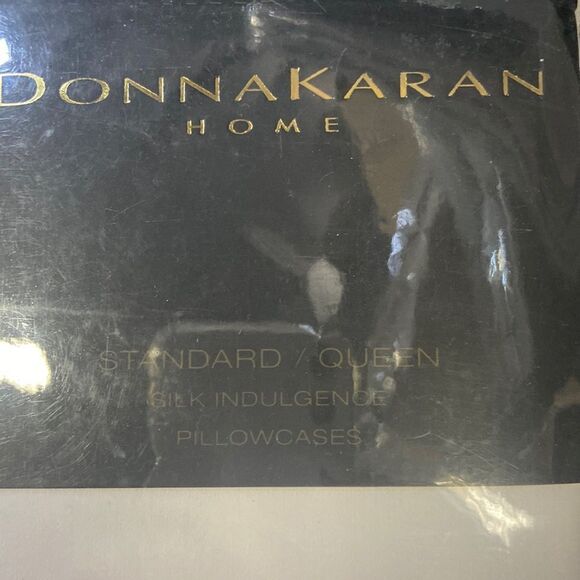 DONNAKARAN
HOME
STANDARD / QUEEN
SILK INDULGENCE
PILLOWCASES